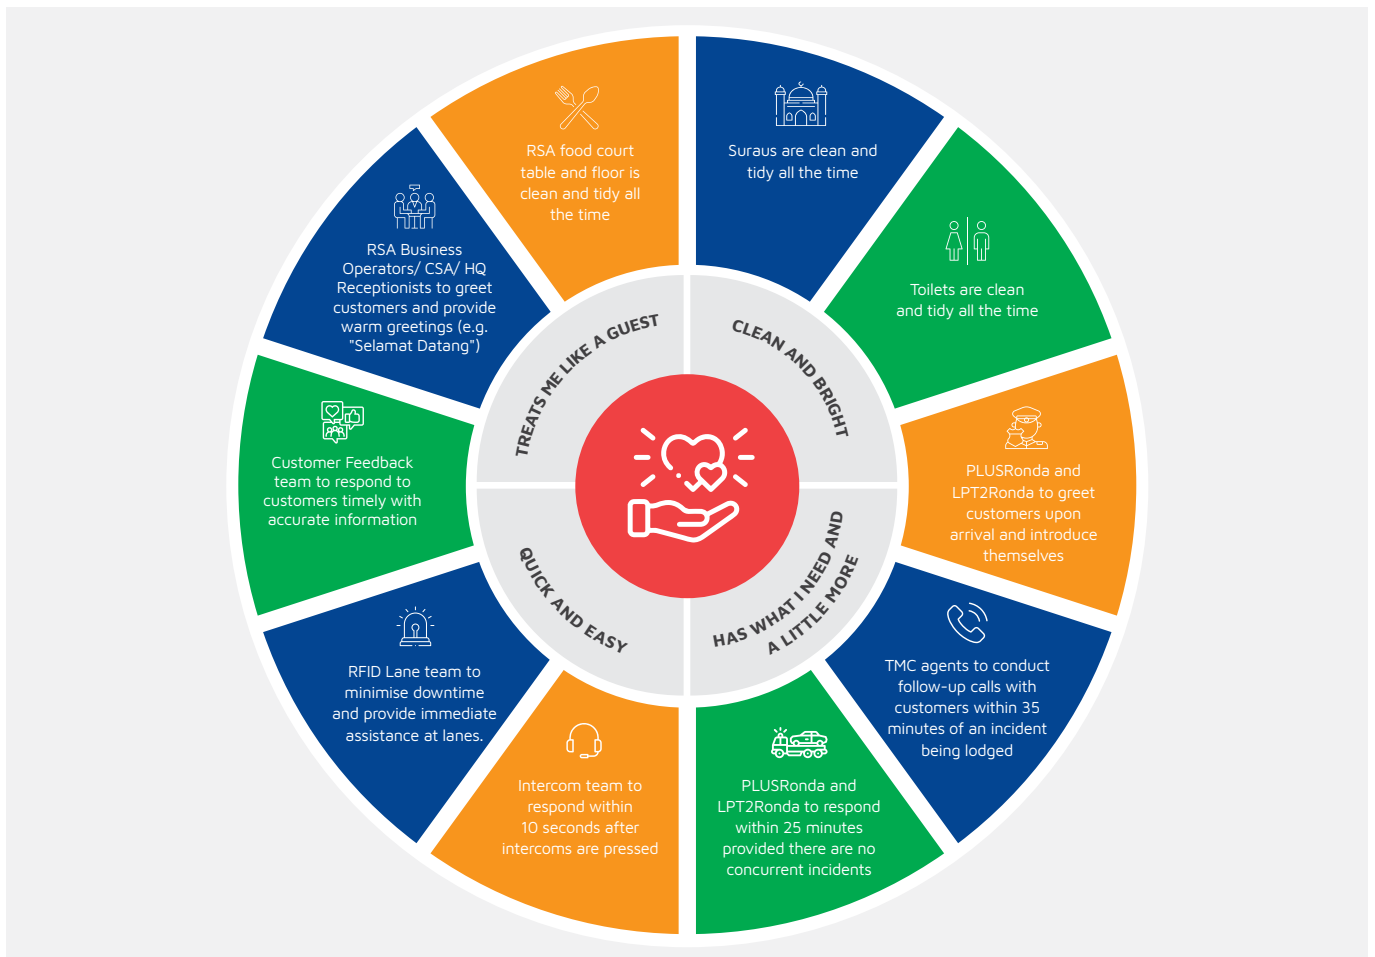 RSA food court
table and floor is
clean and tidy all
the time
Suraus are clean and
tidy all the time
Toilets are clean
and tidy all the time
PLUSRonda and
LPT2Ronda to greet
customers upon
arrival and introduce
themselves
TMC agents to conduct
follow-up calls with
customers within 35
minutes of an incident
being lodged
PLUSRonda and
LPT2Ronda to respond
within 25 minutes
provided there are no
concurrent incidents
Intercom team to
respond within
10 seconds after
intercoms are pressed
RFID Lane team to
minimise downtime
and provide immediate
assistance at lanes.
Customer Feedback
team to respond to
customers timely with
accurate information
RSA Business
Operators/ CSA/ HQ
Receptionists to greet
customers and provide
warm greetings (e.g.
"Selamat Datang")
TREATS ME LIKE A GUEST
CLEAN AND BRIGHT
HAS WHAT I NEED AND
A LITTLE MORE
QUICK AND EASY